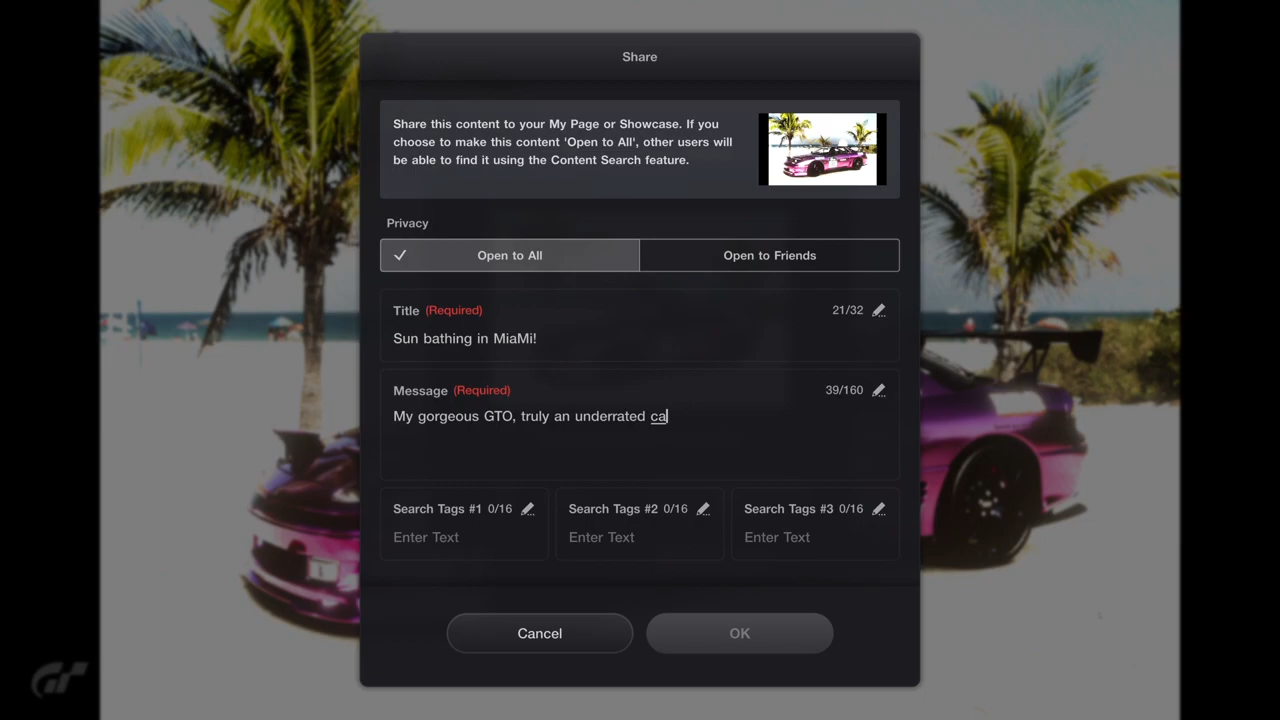 Share
Share this content to your My Page or Showcase. If you
choose to make this content 'Open to All', other users will
be able to find it using the Content Search feature.
Privacy
Open to All
Open to Friends
Title (Required) 21/32
Sun bathing in MiaMi!
Message (Required) 39/160
My gorgeous GTO, truly an underrated ca
Search Tags #1 0/16
Enter Text
Search Tags #2 0/16
Enter Text
Search Tags #3 0/16
Enter Text
Cancel
OK